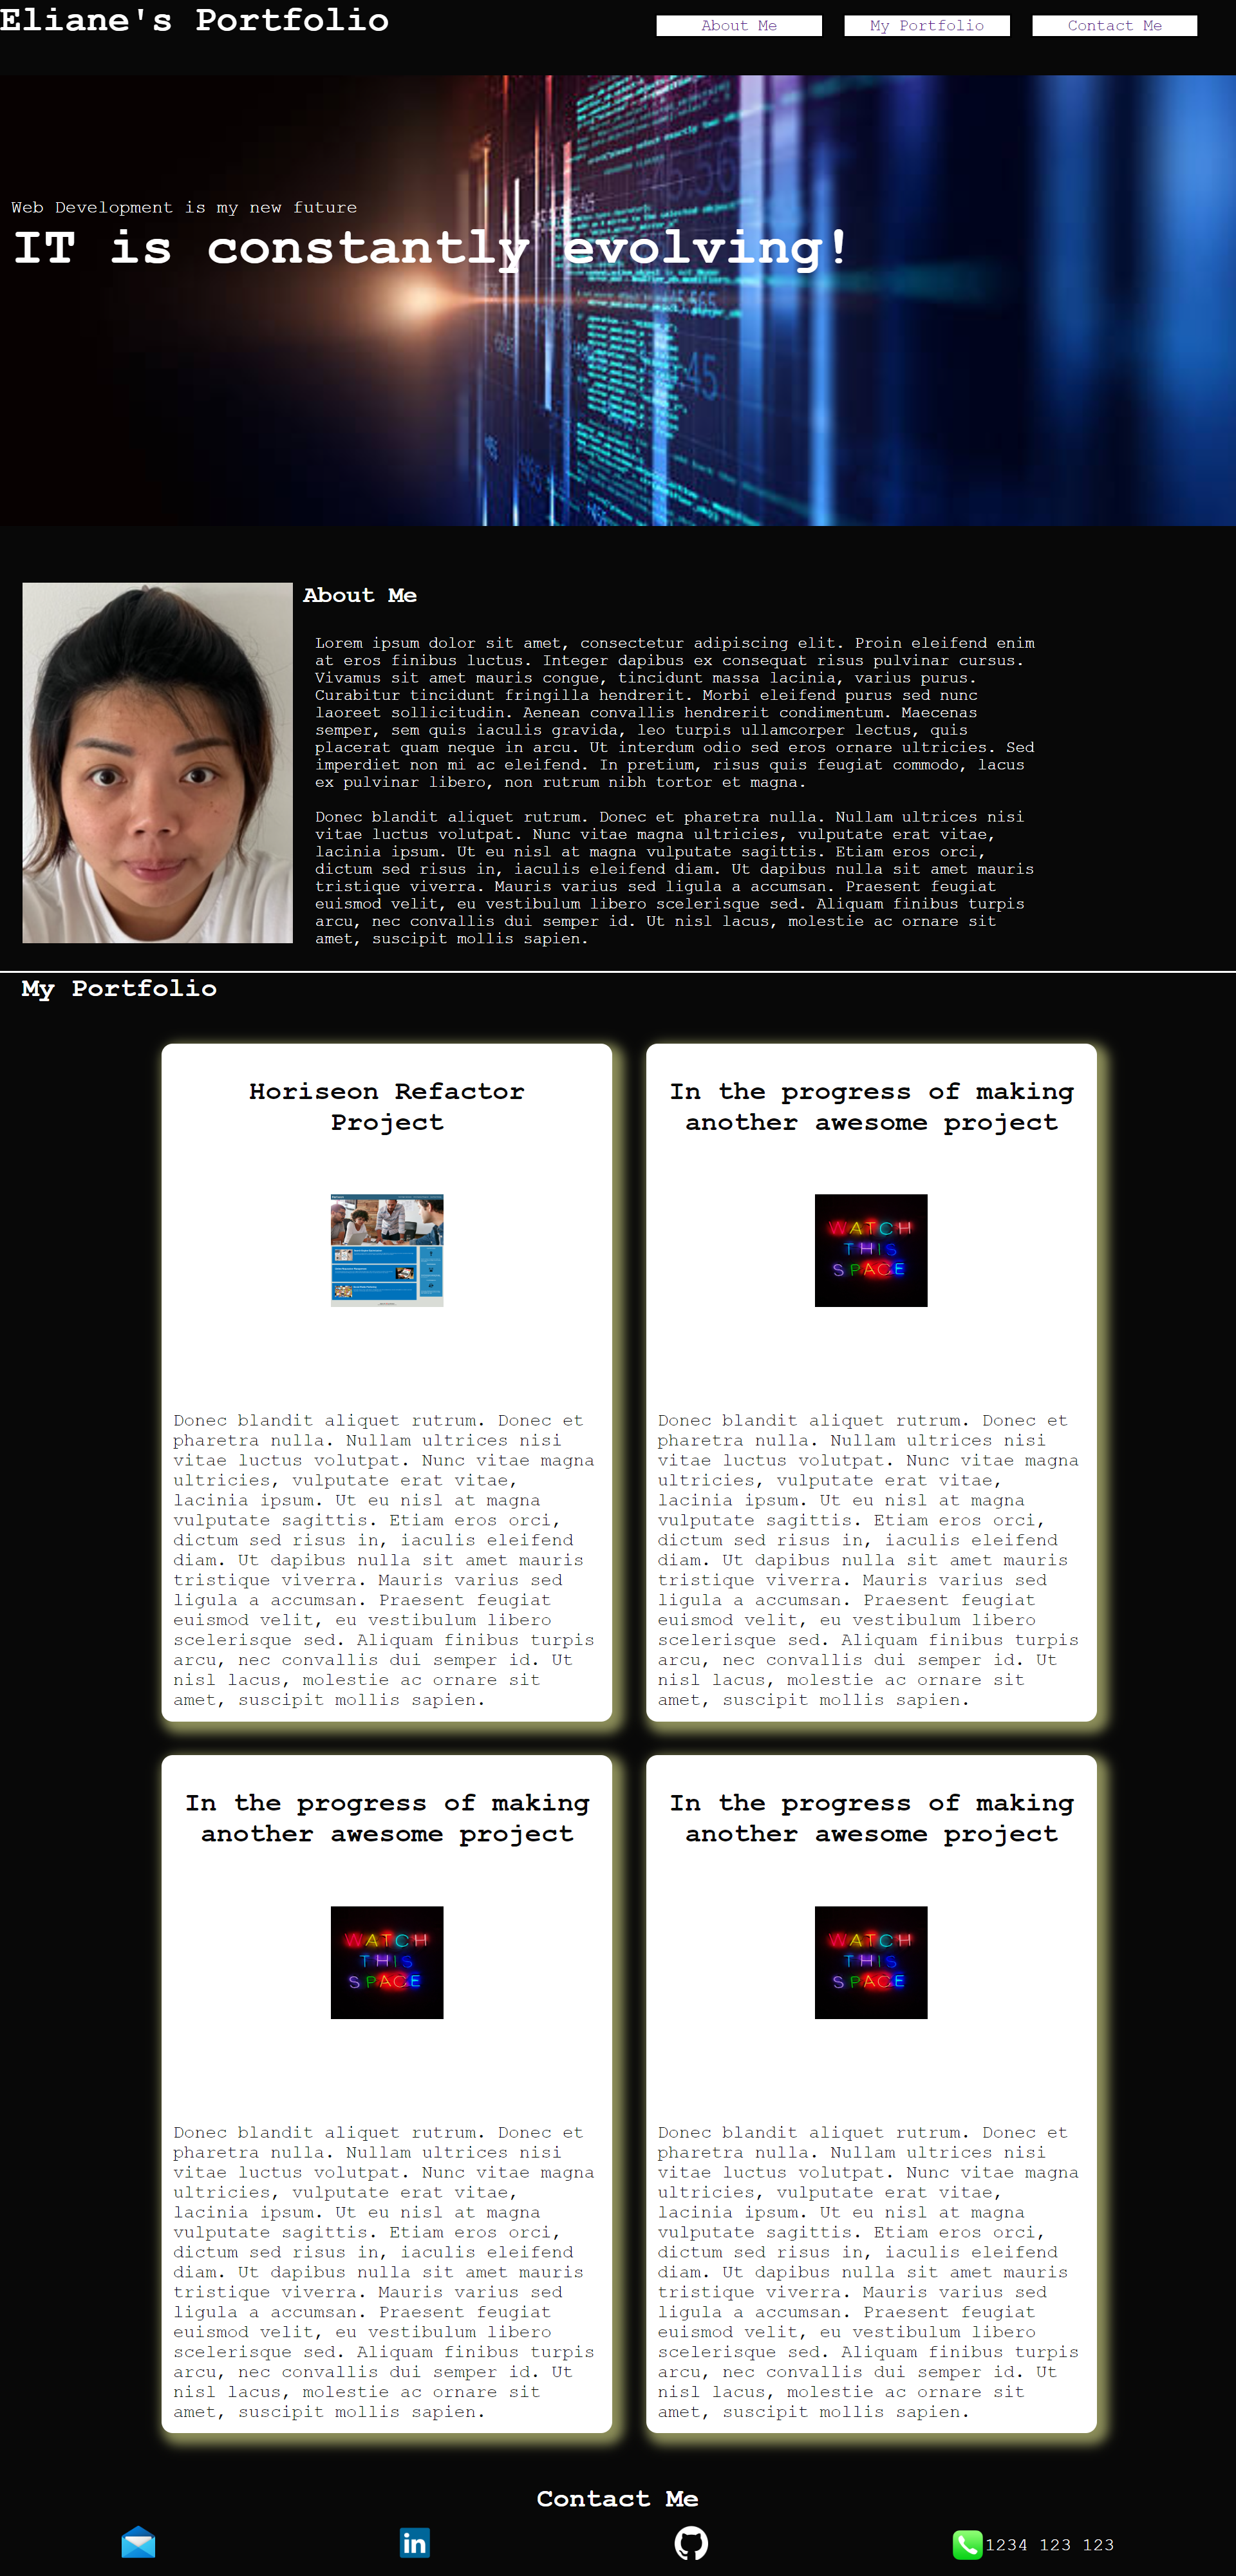 Eliane's Portfolio
About Me
My Portfolio
Contact Me
Web Development is my new future
IT is constantly evolving!
About Me
Lorem ipsum dolor sit amet, consectetur adipiscing elit. Proin eleifend enim
at eros finibus luctus. Integer dapibus ex consequat risus pulvinar cursus.
Vivamus sit amet mauris congue, tincidunt massa lacinia, varius purus.
Curabitur tincidunt fringilla hendrerit. Morbi eleifend purus sed nunc
laoreet sollicitudin. Aenean convallis hendrerit condimentum. Maecenas
semper, sem quis iaculis gravida, leo turpis ullamcorper lectus, quis
placerat quam neque in arcu. Ut interdum odio sed eros ornare ultricies. Sed
imperdiet non mi ac eleifend. In pretium, risus quis feugiat commodo, lacus
ex pulvinar libero, non rutrum nibh tortor et magna.
Donec blandit aliquet rutrum. Donec et pharetra nulla. Nullam ultrices nisi
vitae luctus volutpat. Nunc vitae magna ultricies, vulputate erat vitae,
lacinia ipsum. Ut eu nisl at magna vulputate sagittis. Etiam eros orci,
dictum sed risus in, iaculis eleifend diam. Ut dapibus nulla sit amet mauris
tristique viverra. Mauris varius sed ligula a accumsan. Praesent feugiat
euismod velit, eu vestibulum libero scelerisque sed. Aliquam finibus turpis
arcu, nec convallis dui semper id. Ut nisl lacus, molestie ac ornare sit
amet, suscipit mollis sapien.
My Portfolio
Horiseon Refactor
Project
Donec blandit aliquet rutrum. Donec et
pharetra nulla. Nullam ultrices nisi
vitae luctus volutpat. Nunc vitae magna
ultricies, vulputate erat vitae,
lacinia ipsum. Ut eu nisl at magna
vulputate sagittis. Etiam eros orci,
dictum sed risus in, iaculis eleifend
diam. Ut dapibus nulla sit amet mauris
tristique viverra. Mauris varius sed
ligula a accumsan. Praesent feugiat
euismod velit, eu vestibulum libero
scelerisque sed. Aliquam finibus turpis
arcu, nec convallis dui semper id. Ut
nisl lacus, molestie ac ornare sit
amet, suscipit mollis sapien.
In the progress of making
another awesome project
WATCH
THIS
SPACE
Donec blandit aliquet rutrum. Donec et
pharetra nulla. Nullam ultrices nisi
vitae luctus volutpat. Nunc vitae magna
ultricies, vulputate erat vitae,
lacinia ipsum. Ut eu nisl at magna
vulputate sagittis. Etiam eros orci,
dictum sed risus in, iaculis eleifend
diam. Ut dapibus nulla sit amet mauris
tristique viverra. Mauris varius sed
ligula a accumsan. Praesent feugiat
euismod velit, eu vestibulum libero
scelerisque sed. Aliquam finibus turpis
arcu, nec convallis dui semper id. Ut
nisl lacus, molestie ac ornare sit
amet, suscipit mollis sapien.
In the progress of making
another awesome project
WATCH
THIS
SPACE
Donec blandit aliquet rutrum. Donec et
pharetra nulla. Nullam ultrices nisi
vitae luctus volutpat. Nunc vitae magna
ultricies, vulputate erat vitae,
lacinia ipsum. Ut eu nisl at magna
vulputate sagittis. Etiam eros orci,
dictum sed risus in, iaculis eleifend
diam. Ut dapibus nulla sit amet mauris
tristique viverra. Mauris varius sed
ligula a accumsan. Praesent feugiat
euismod velit, eu vestibulum libero
scelerisque sed. Aliquam finibus turpis
arcu, nec convallis dui semper id. Ut
nisl lacus, molestie ac ornare sit
amet, suscipit mollis sapien.
In the progress of making
another awesome project
WATCH
THIS
SPACE
Donec blandit aliquet rutrum. Donec et
pharetra nulla. Nullam ultrices nisi
vitae luctus volutpat. Nunc vitae magna
ultricies, vulputate erat vitae,
lacinia ipsum. Ut eu nisl at magna
vulputate sagittis. Etiam eros orci,
dictum sed risus in, iaculis eleifend
diam. Ut dapibus nulla sit amet mauris
tristique viverra. Mauris varius sed
ligula a accumsan. Praesent feugiat
euismod velit, eu vestibulum libero
scelerisque sed. Aliquam finibus turpis
arcu, nec convallis dui semper id. Ut
nisl lacus, molestie ac ornare sit
amet, suscipit mollis sapien.
Contact Me
in
1234 123 123